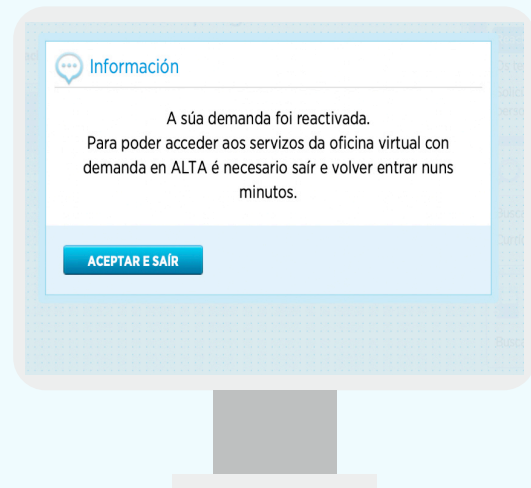 Información
A súa demanda foi reactivada.
Para poder acceder aos servizos da oficina virtual con
demanda en ALTA é necesario saír e volver entrar nuns
minutos.
ACEPTAR E SAÍR